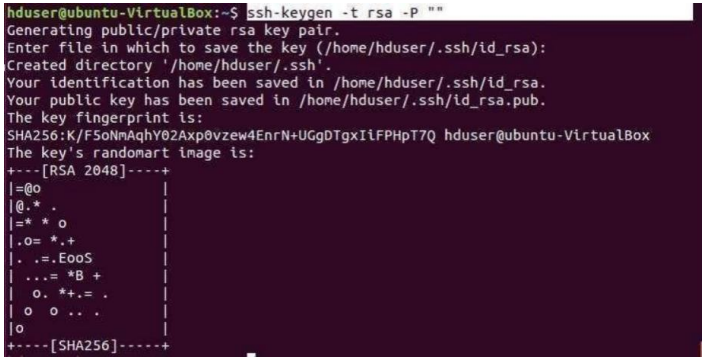 hduser@ubuntu-VirtualBox:~$ ssh-keygen -t rsa -P ""
Generating public/private rsa key pair.
Enter file in which to save the key (/home/hduser/.ssh/id_rsa):
Created directory '/home/hduser/.ssh'.
Your identification has been saved in /home/hduser/.ssh/id_rsa.
Your public key has been saved in /home/hduser/.ssh/id_rsa.pub.
The key fingerprint is:
SHA256:K/F5oNmAqhY02Axp0vzew4EnrN+UGgDTgxIiFPHpT7Q hduser@ubuntu-VirtualBox
The key's randomart image is:
+---[RSA 2048]----+
|=@o              |
|@.* .            |
|=* * o           |
|.o= *.+          |
|. .=.EooS        |
| ...= *B +       |
|  o. *+.= .      |
| o  o .. .       |
|o                |
+----[SHA256]-----+